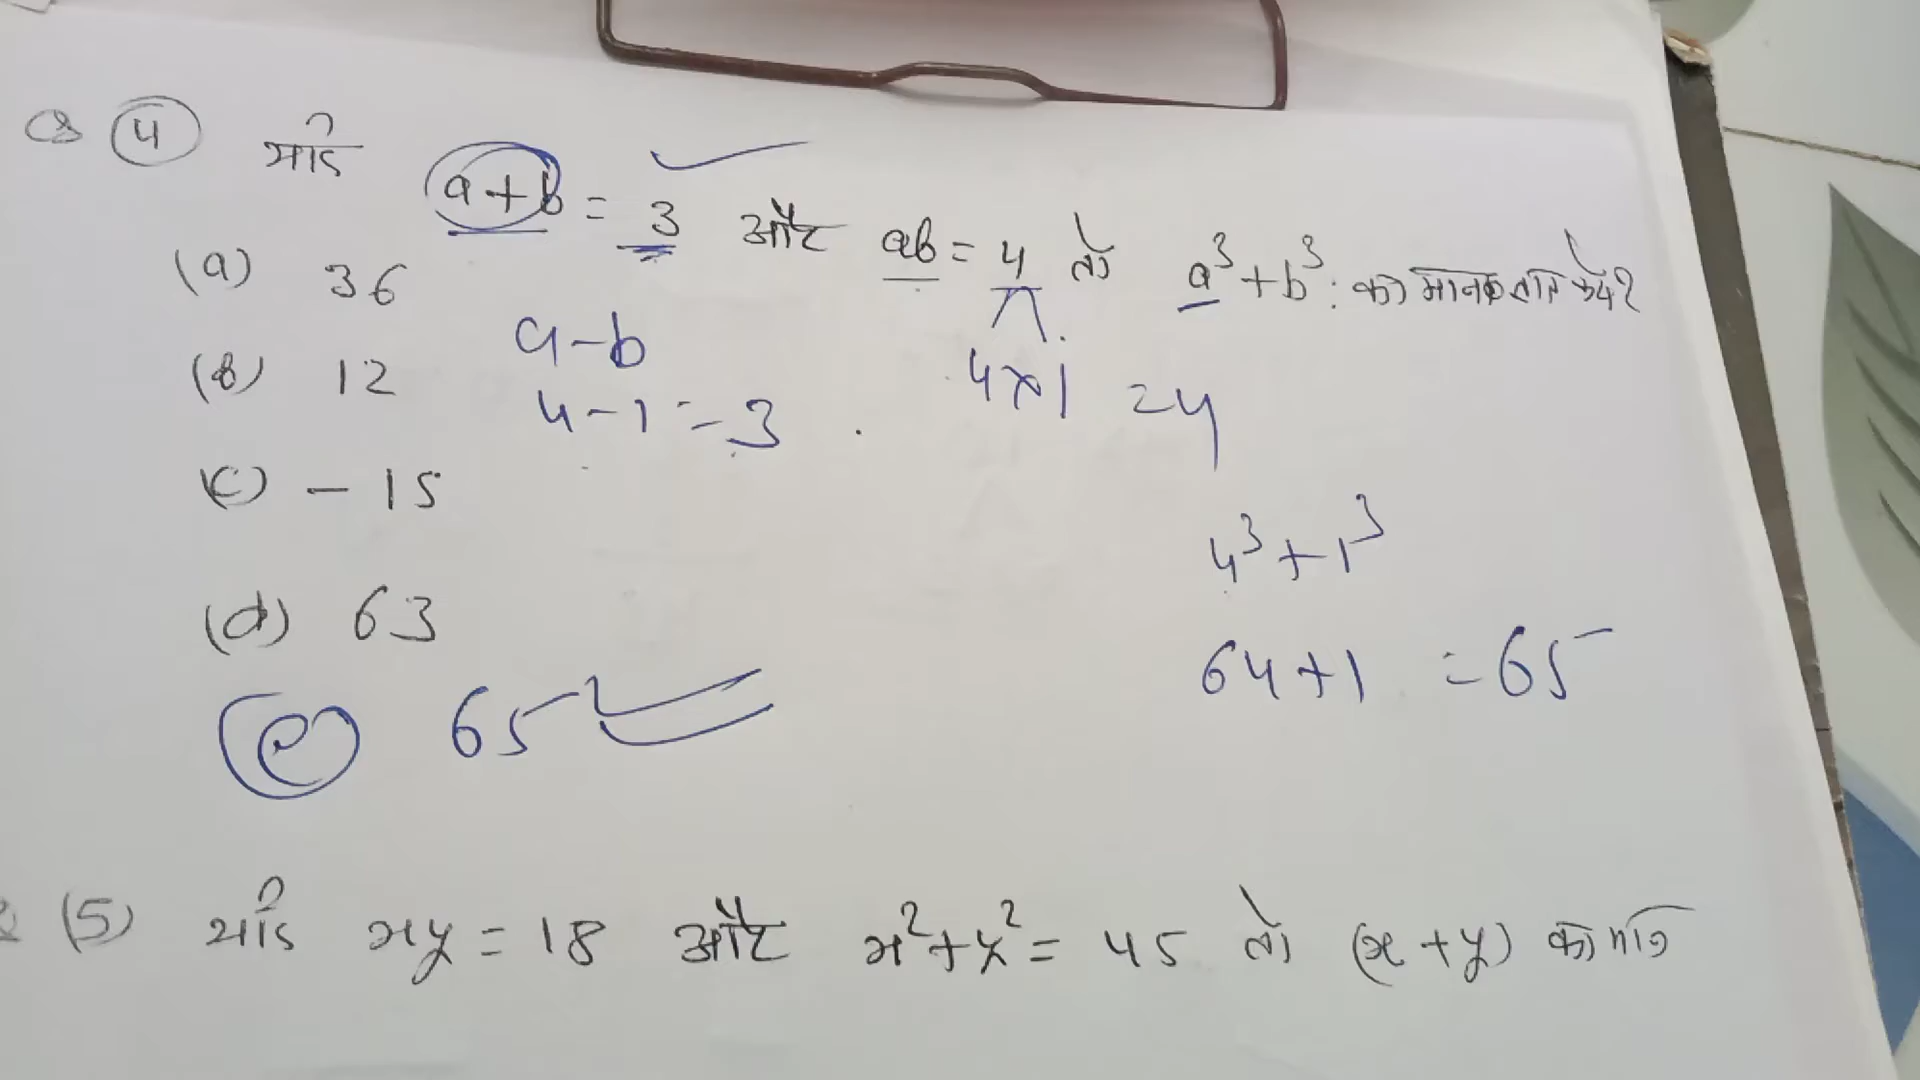 Q (4) यदि a+b = 3 और ab = 4 तो a³+b³ का मान ज्ञात करे?
(a) 36
a-b
4×1 =4
(b) 12
4-1=3
(c) -15
4³+1³
(d) 63
64+1 =65
(e) 65
(5) यदि xy = 18 और x²+y² = 45 तो (x+y) का मान